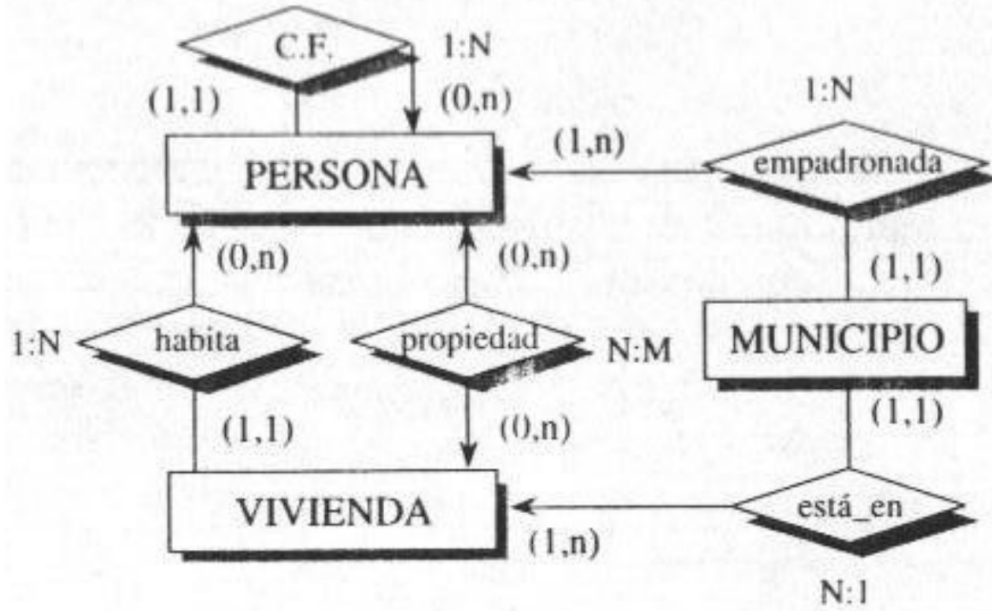 C.F.
1:N
(1,1)
(0,n)
1:N
PERSONA
(1,n)
empadronada
(0,n)
(0,n)
(1,1)
1:N
habita
propiedad
N:M
MUNICIPIO
(1,1)
(0,n)
(1,1)
VIVIENDA
(1,n)
está_en
N:1